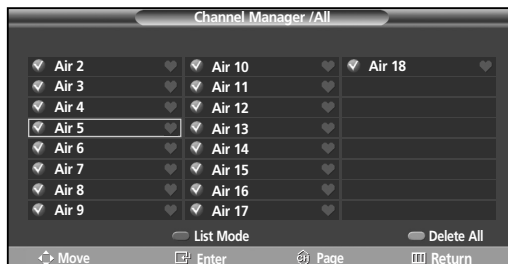 Channel Manager /All
Air 2 Air 10 Air 18
Air 3 Air 11
Air 4 Air 12
Air 5 Air 13
Air 6 Air 14
Air 7 Air 15
Air 8 Air 16
Air 9 Air 17
List Mode Delete All
Move Enter CH Page Return